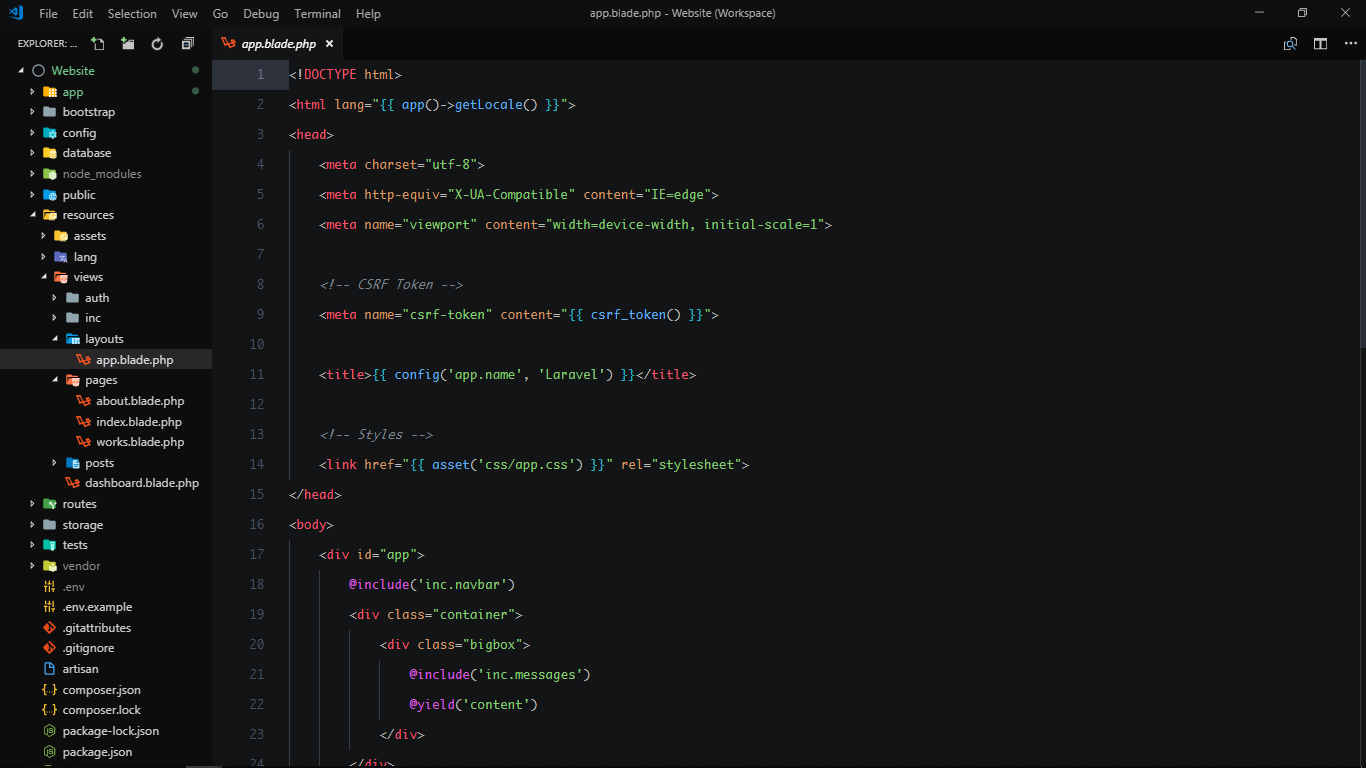 File Edit Selection View Go Debug Terminal Help
app.blade.php - Website (Workspace)
EXPLORER: ...
app.blade.php
Website
app
bootstrap
config
database
node_modules
public
resources
assets
lang
views
auth
inc
layouts
app.blade.php
pages
about.blade.php
index.blade.php
works.blade.php
posts
dashboard.blade.php
routes
storage
tests
vendor
.env
.env.example
.gitattributes
.gitignore
artisan
composer.json
composer.lock
package-lock.json
package.json
1 <!DOCTYPE html>
2 <html lang="{{ app()->getLocale() }}">
3 <head>
4 <meta charset="utf-8">
5 <meta http-equiv="X-UA-Compatible" content="IE=edge">
6 <meta name="viewport" content="width=device-width, initial-scale=1">
7
8 <!-- CSRF Token -->
9 <meta name="csrf-token" content="{{ csrf_token() }}">
10
11 <title>{{ config('app.name', 'Laravel') }}</title>
12
13 <!-- Styles -->
14 <link href="{{ asset('css/app.css') }}" rel="stylesheet">
15 </head>
16 <body>
17 <div id="app">
18 @include('inc.navbar')
19 <div class="container">
20 <div class="bigbox">
21 @include('inc.messages')
22 @yield('content')
23 </div>
24 </div>